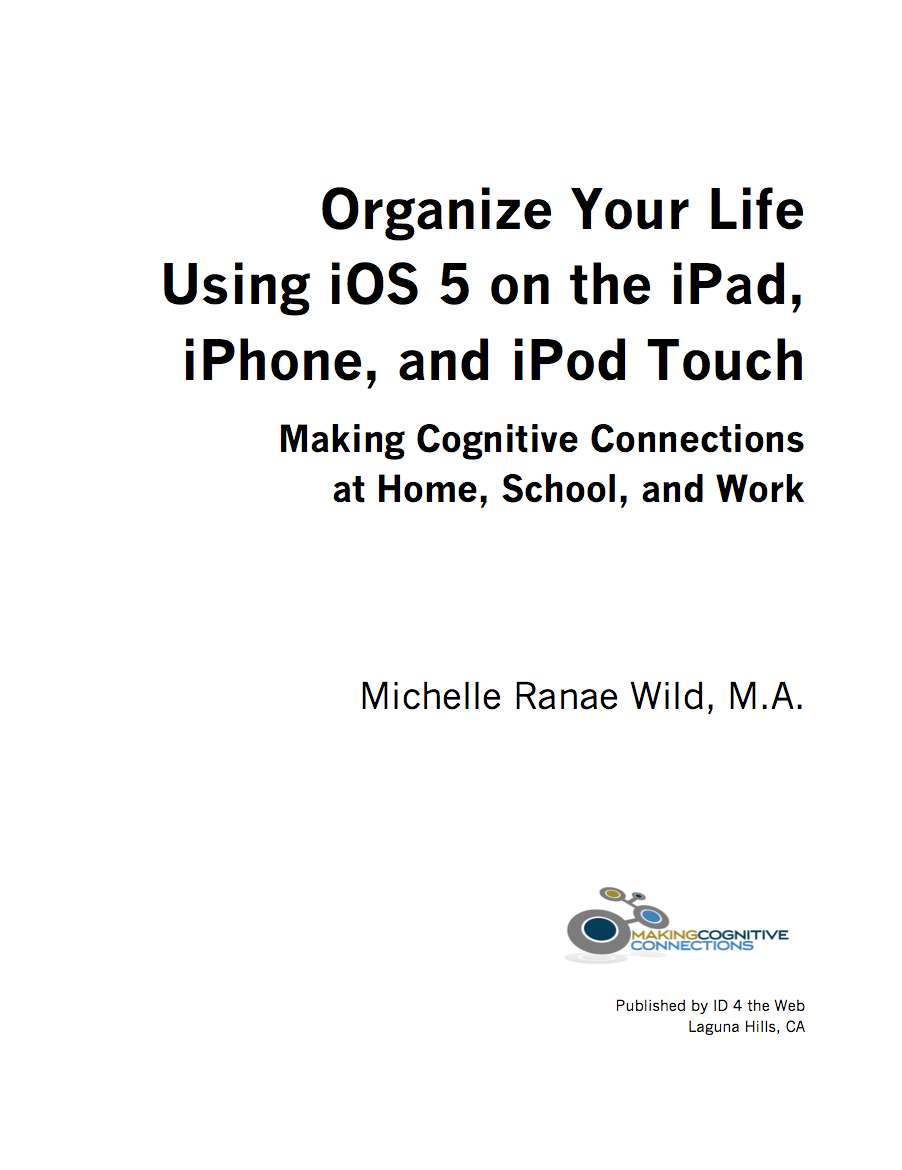 Organize Your Life
Using iOS 5 on the iPad,
iPhone, and iPod Touch
Making Cognitive Connections
at Home, School, and Work
Michelle Ranae Wild, M.A.
MAKINGCOGNITIVE
CONNECTIONS
Published by ID 4 the Web
Laguna Hills, CA